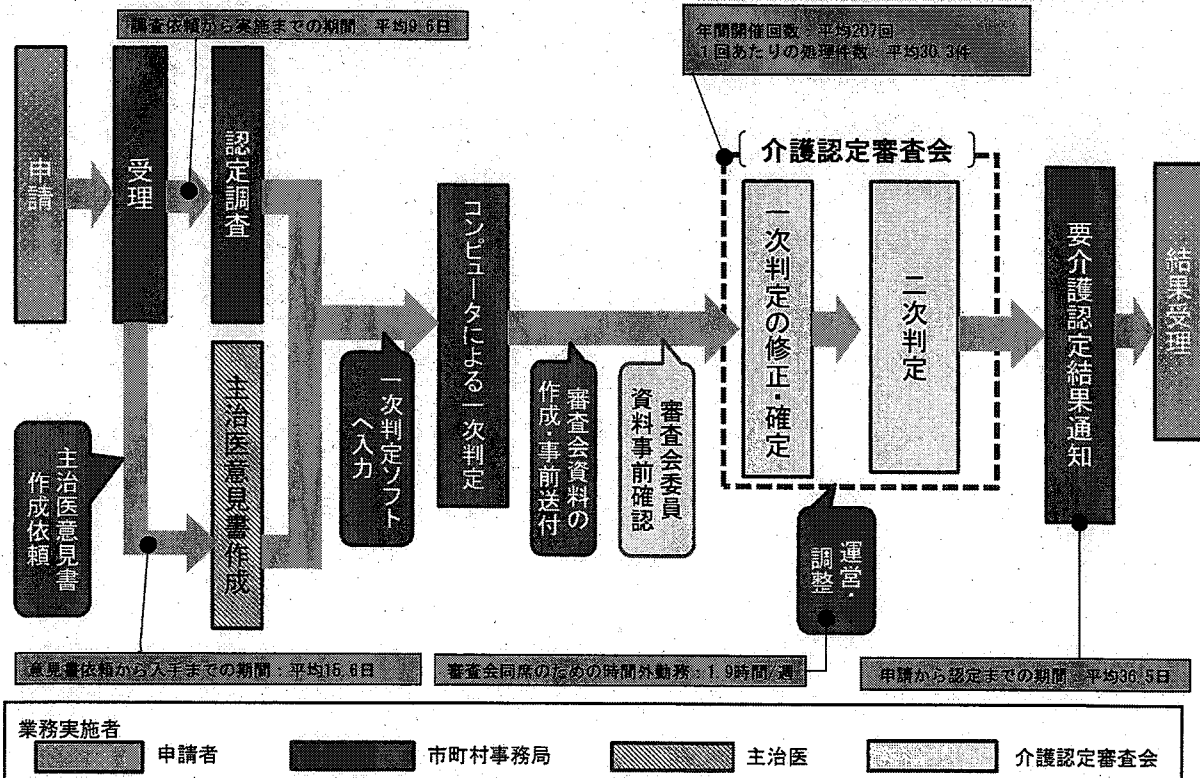 調査依頼から実施までの期間：平均9.6日
年間開催回数：平均207回
回あたりの処理件数：平均30.3件
申請
受理
認定調査
主治医意見書
作成依頼
主治医意見書作成
一次判定ソフト
へ入力
コンピュータによる一次判定
審査会資料の
作成・事前送付
審査会委員
資料事前確認
介護認定審査会
一次判定の修正・確定
二次判定
運営・
調整
要介護認定結果通知
結果受理
意見書依頼から入手までの期間：平均15.6日
審査会同席のための時間外勤務：1.9時間/週
申請から認定までの期間：平均36.5日
業務実施者
申請者
市町村事務局
主治医
介護認定審査会